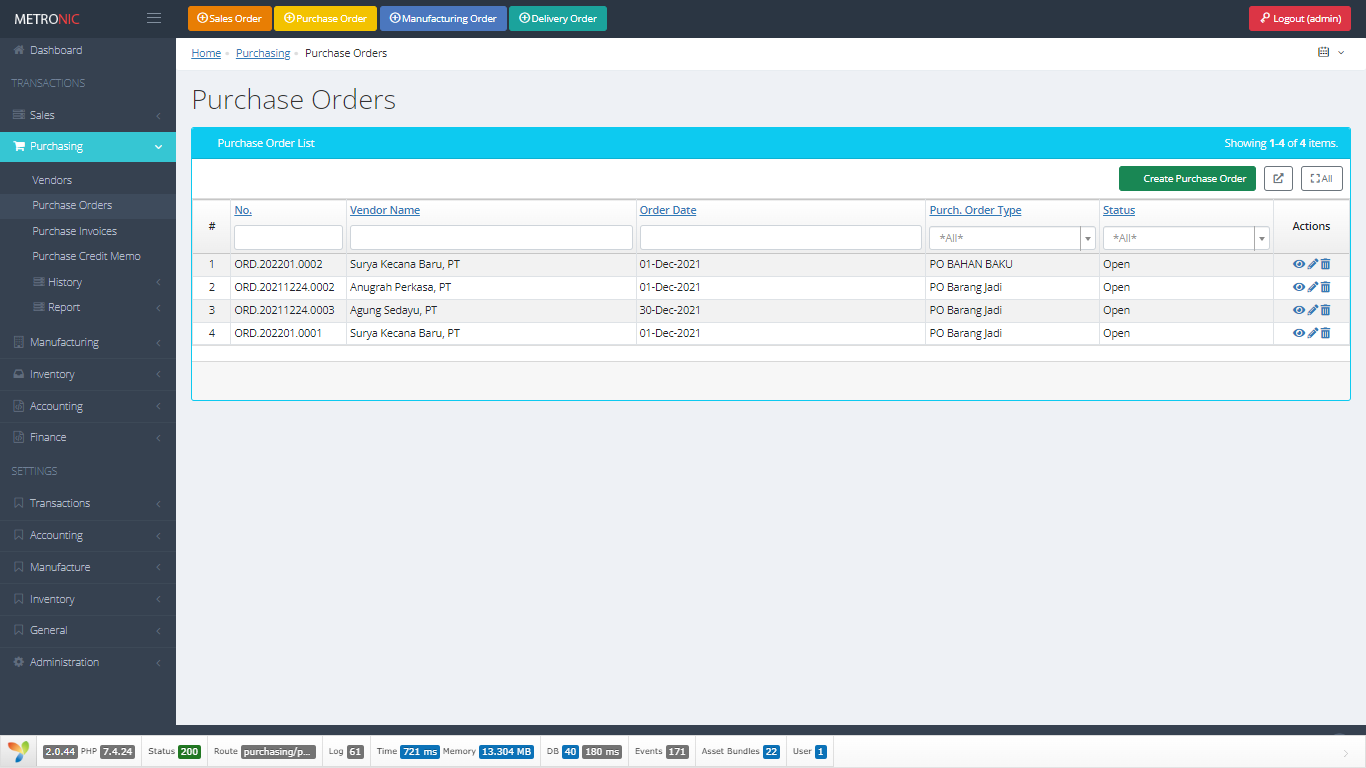 METRONIC
Sales Order Purchase Order Manufacturing Order Delivery Order Logout (admin)
Dashboard
TRANSACTIONS
Sales
Purchasing
Vendors
Purchase Orders
Purchase Invoices
Purchase Credit Memo
History
Report
Manufacturing
Inventory
Accounting
Finance
SETTINGS
Transactions
Accounting
Manufacture
Inventory
General
Administration
Home Purchasing Purchase Orders
Purchase Orders
Purchase Order List Showing 1-4 of 4 items.
Create Purchase Order All
# No. Vendor Name Order Date Purch. Order Type Status Actions
*All* *All*
1 ORD.202201.0002 Surya Kecana Baru, PT 01-Dec-2021 PO BAHAN BAKU Open
2 ORD.20211224.0002 Anugrah Perkasa, PT 01-Dec-2021 PO Barang Jadi Open
3 ORD.20211224.0003 Agung Sedayu, PT 30-Dec-2021 PO Barang Jadi Open
4 ORD.202201.0001 Surya Kecana Baru, PT 01-Dec-2021 PO Barang Jadi Open
2.0.44 PHP 7.4.24 Status 200 Route purchasing/p... Log 61 Time 721 ms Memory 13.304 MB DB 40 180 ms Events 171 Asset Bundles 22 User 1